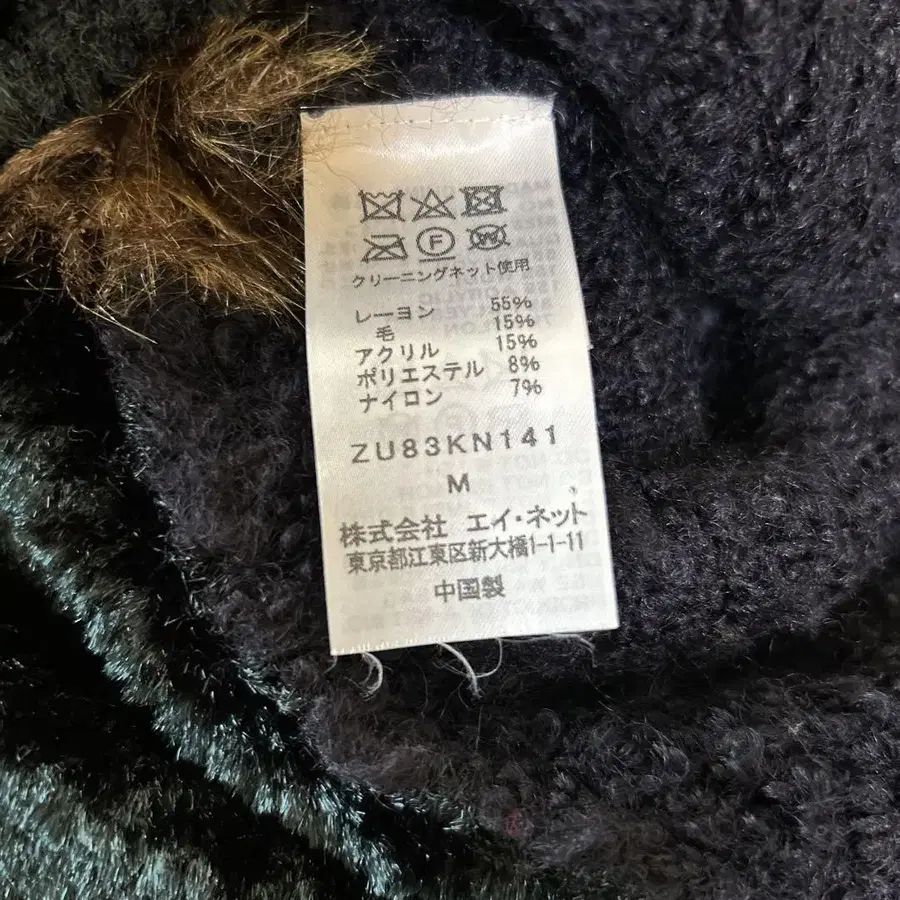 F
W
クリーニングネット使用
レーヨン 55%
毛 15%
アクリル 15%
ポリエステル 8%
ナイロン 7%
ZU83KN141
M
株式会社 エイ・ネット
東京都江東区新大橋1-1-11
中国製